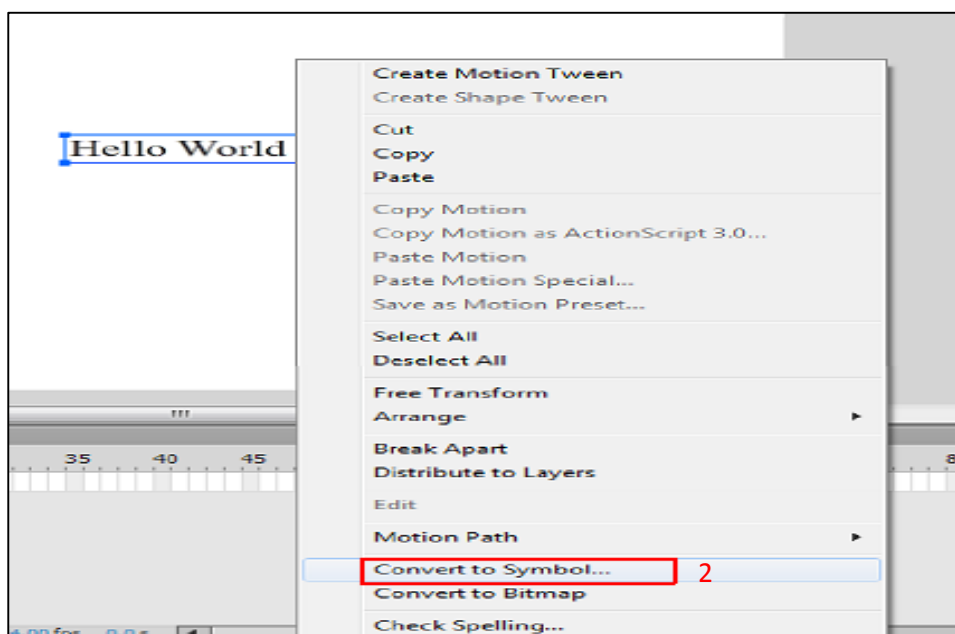 Create Motion Tween
Create Shape Tween
Cut
Hello World
Copy
Paste
Copy Motion
Copy Motion as ActionScript 3.0...
Paste Motion
Paste Motion Special...
Save as Motion Preset...
Select All
Deselect All
Free Transform
Arrange
Break Apart
35 40 45 8
Distribute to Layers
Edit
Motion Path
Convert to Symbol... 2
Convert to Bitmap
Check Spelling...
fps